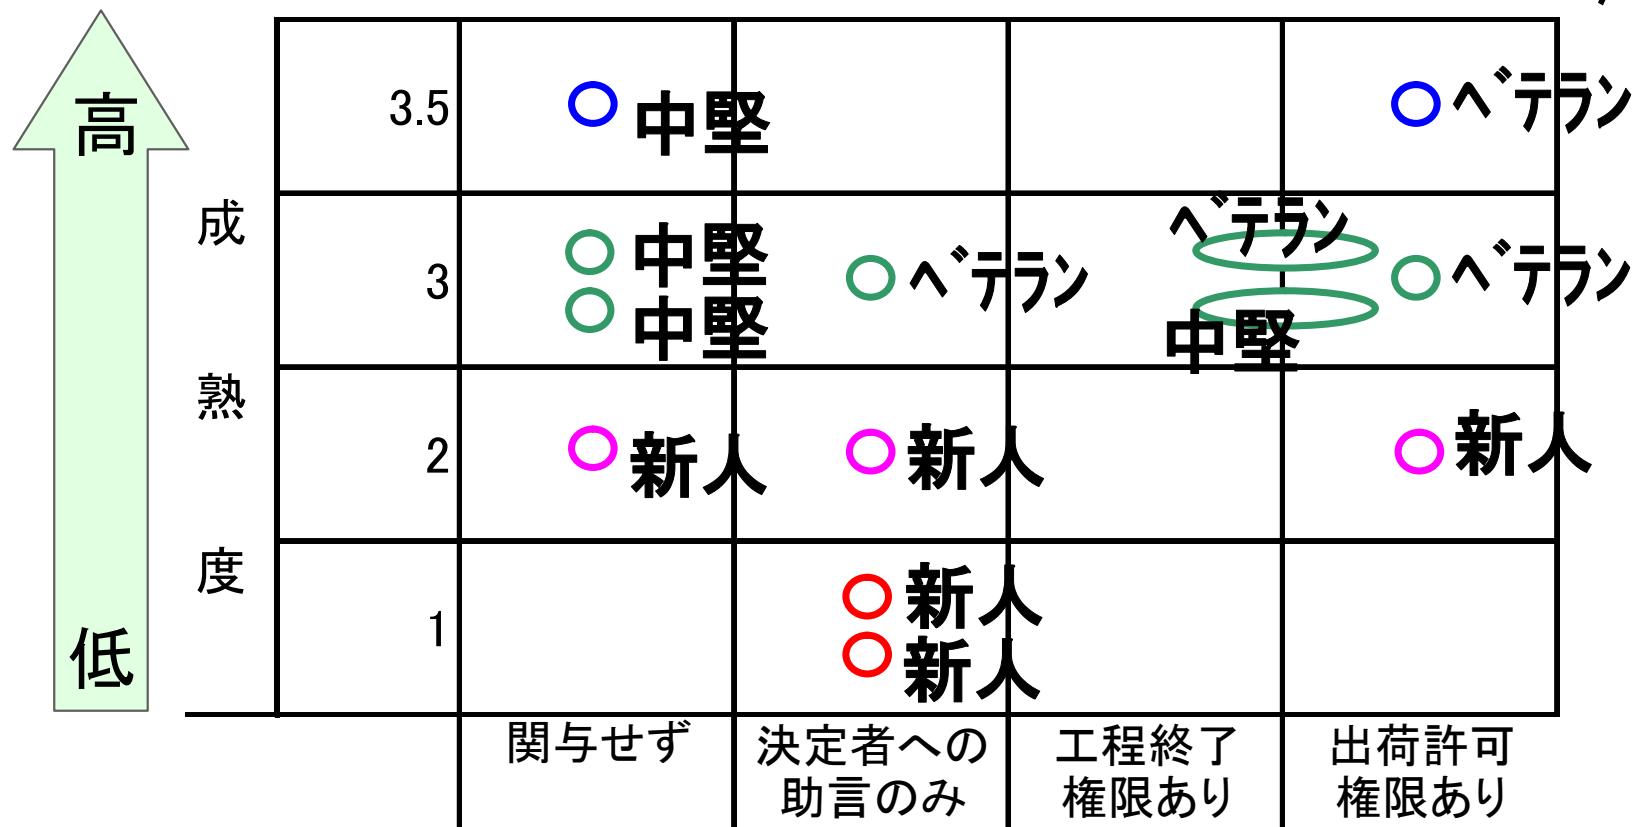 高
成
熟
度
低
3.5
中堅
ベテラン
3
中堅
中堅
ベテラン
ベテラン
中堅
ベテラン
2
新人
新人
新人
1
新人
新人
関与せず
決定者への
助言のみ
工程終了
権限あり
出荷許可
権限あり